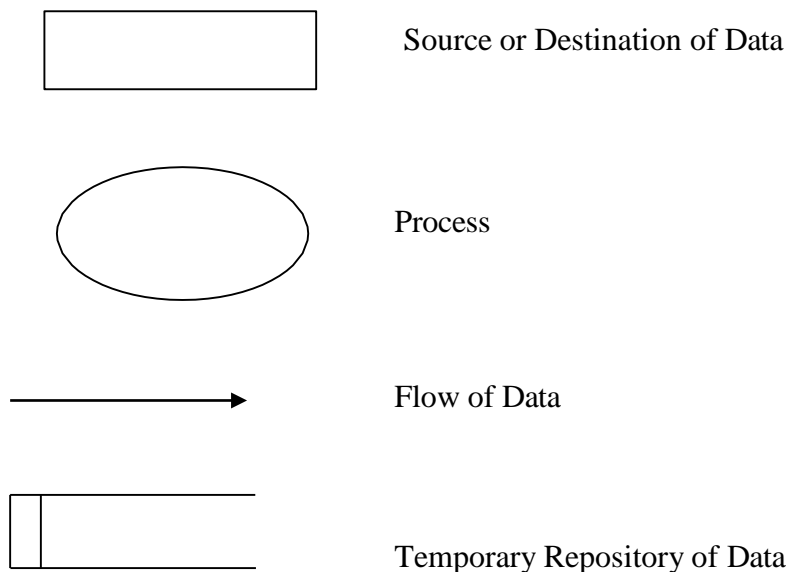 Source or Destination of Data
Process
Flow of Data
Temporary Repository of Data